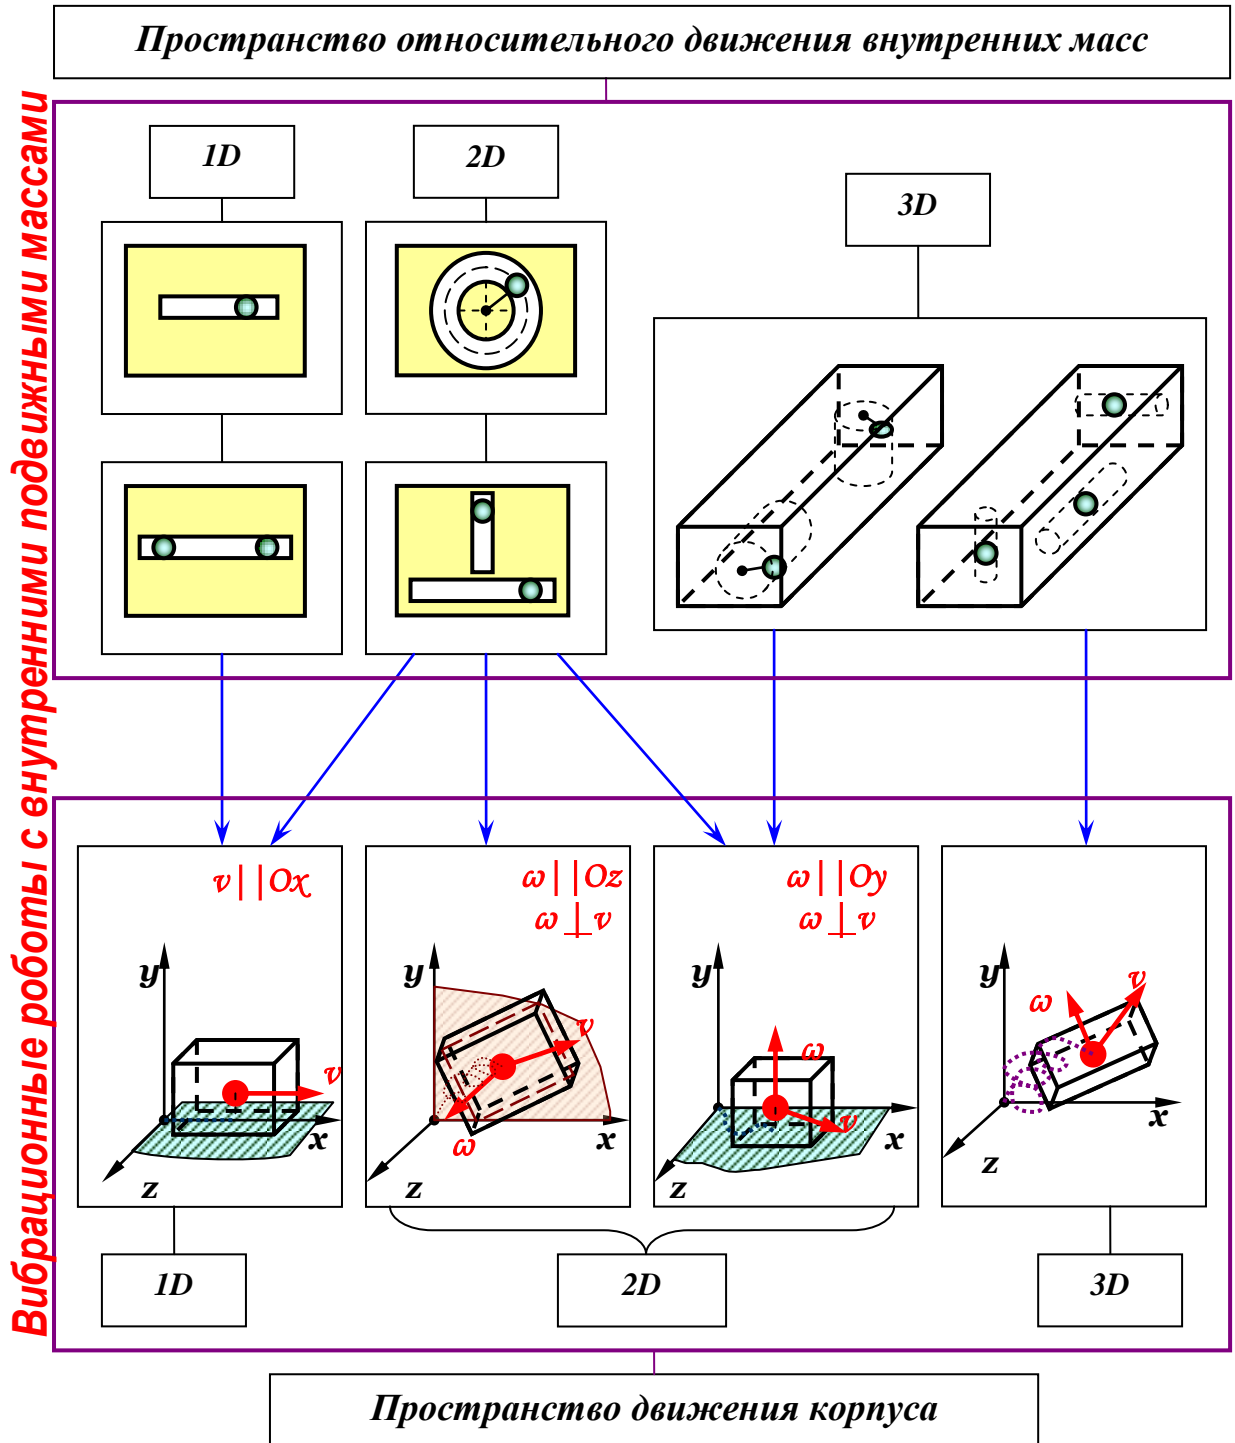 Пространство относительного движения внутренних масс
Вибрационные роботы с внутренними подвижными массами
1D
2D
3D
v||Ox
ω||Oz
ω⊥v
ω||Oy
ω⊥v
y
v
x
z
y
v
ω
x
z
y
ω
v
x
z
y
ω
v
x
z
1D
2D
3D
Пространство движения корпуса